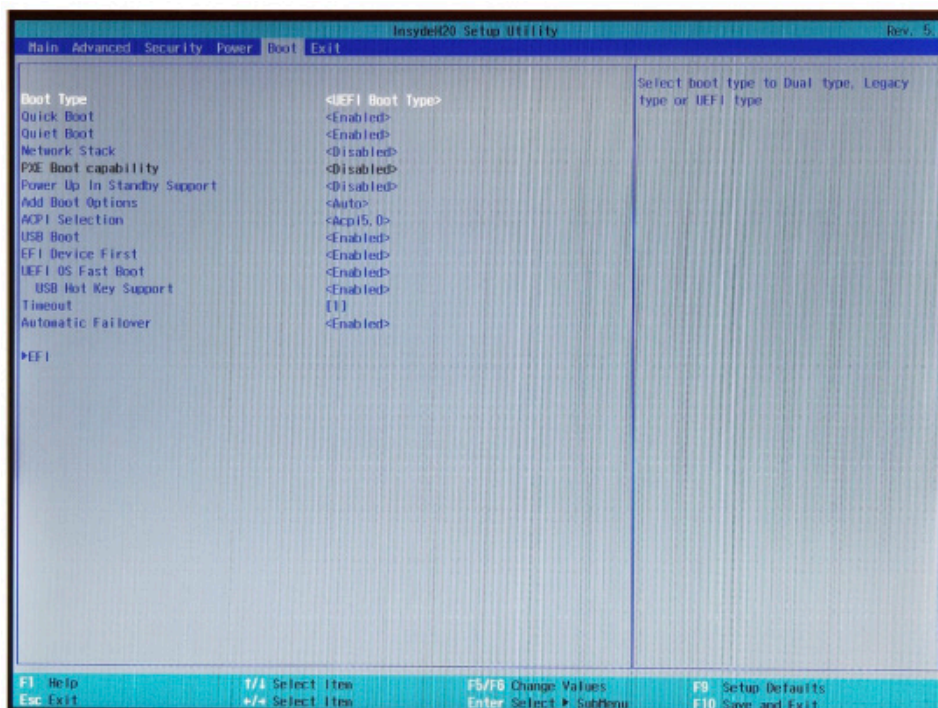 InsydeH20 Setup Utility Rev. 5.
Main Advanced Security Power Boot Exit
Boot Type <UEFI Boot Type>
Quick Boot <Enabled>
Quiet Boot <Enabled>
Network Stack <Disabled>
PXE Boot capability <Disabled>
Power Up In Standby Support <Disabled>
Add Boot Options <Auto>
ACPI Selection <Acpi5.0>
USB Boot <Enabled>
EFI Device First <Enabled>
UEFI OS Fast Boot <Enabled>
USB Hot Key Support <Enabled>
Timeout [1]
Automatic Failover <Enabled>
▶EFI
Select boot type to Dual type, Legacy
type or UEFI type
F1 Help ↑/↓ Select Item F5/F6 Change Values F9 Setup Defaults
Esc Exit ←/→ Select Item Enter Select ▶ SubMenu F10 Save and Exit